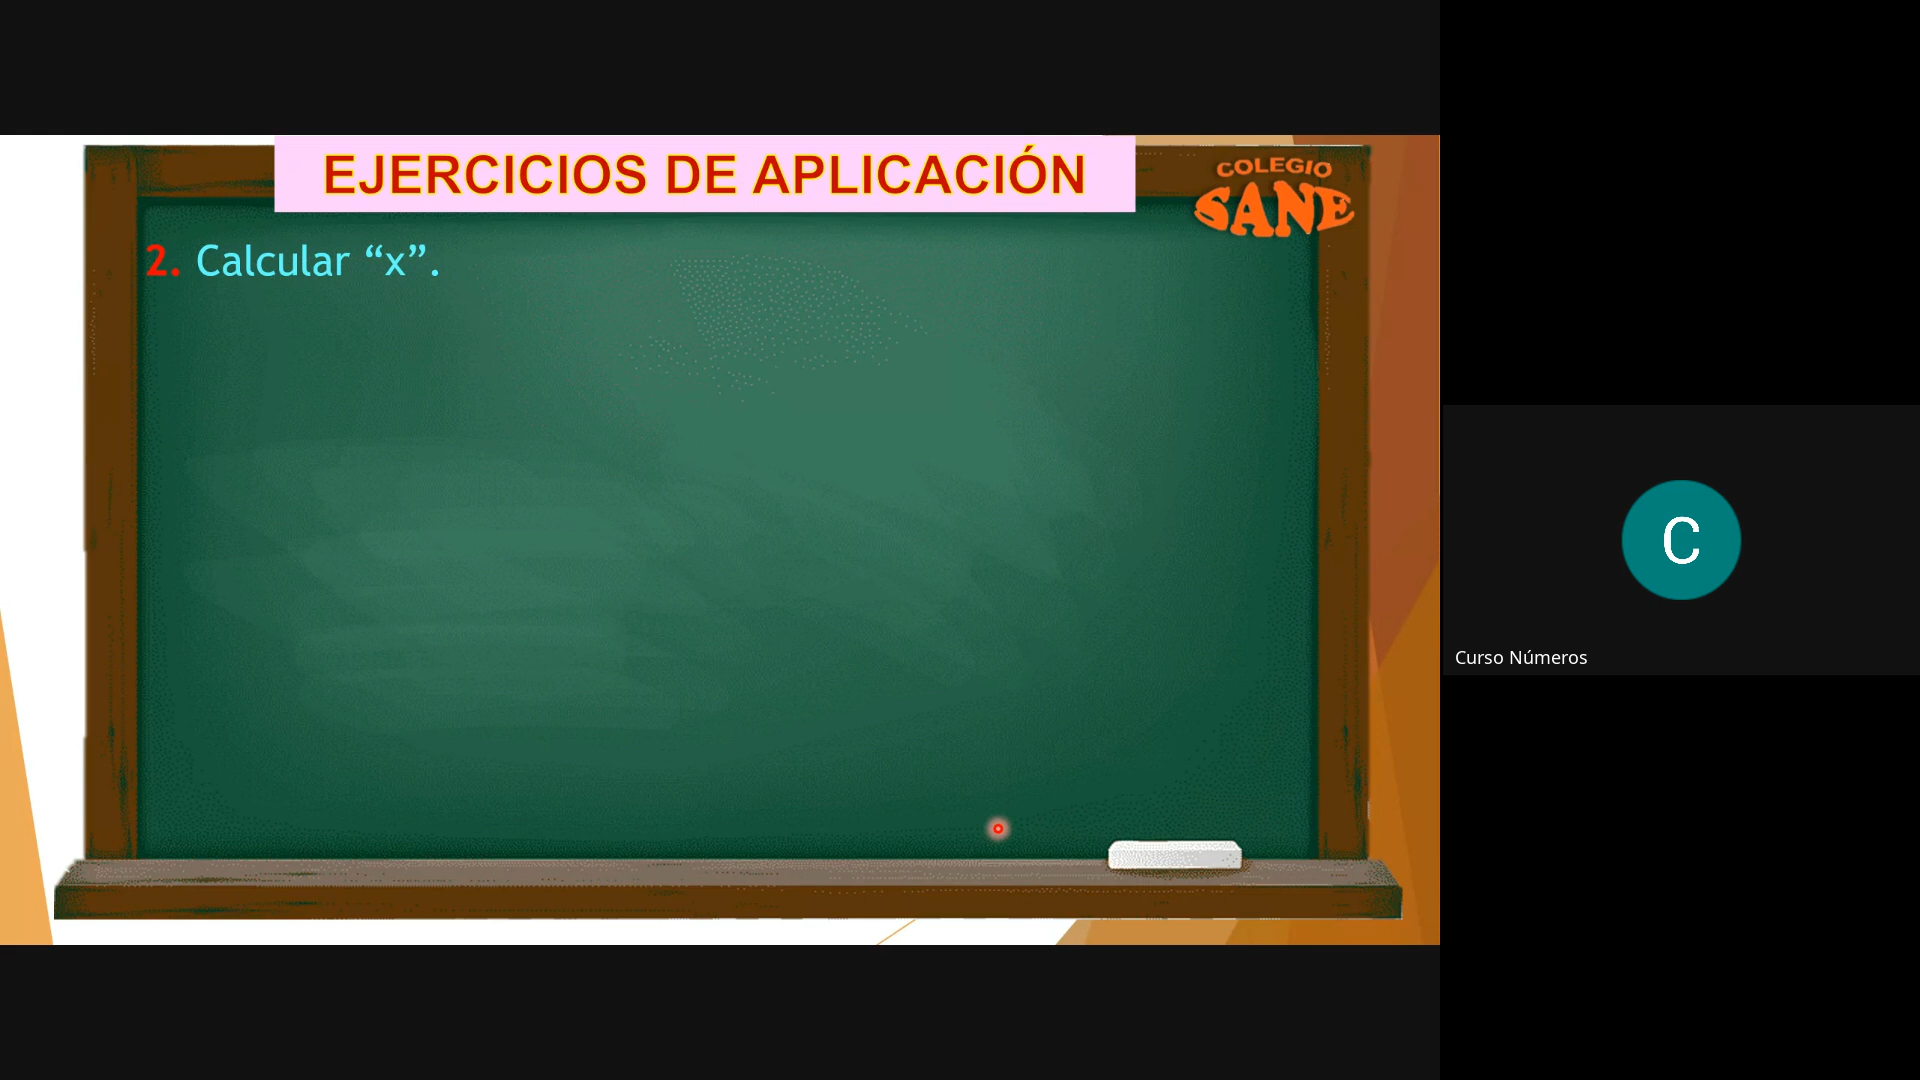 EJERCICIOS DE APLICACIÓN
COLEGIO
SANE
2. Calcular “x”.
C
Curso Números